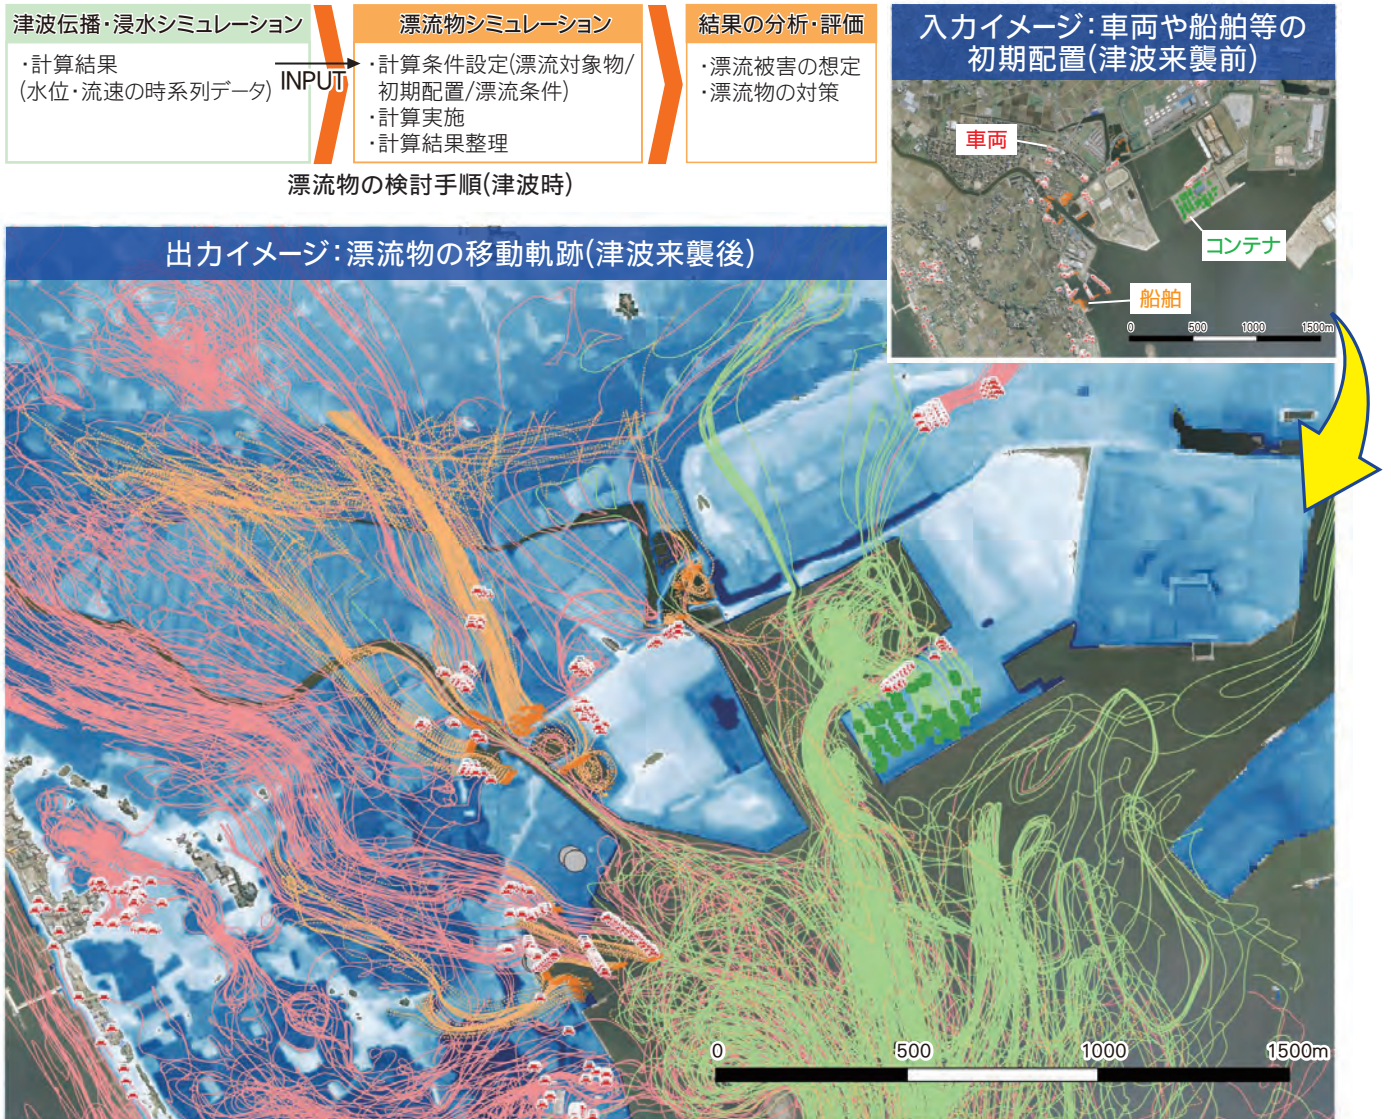 津波伝播・浸水シミュレーション
・計算結果
(水位・流速の時系列データ)
INPUT
漂流物シミュレーション
・計算条件設定(漂流対象物/
初期配置/漂流条件)
・計算実施
・計算結果整理
結果の分析・評価
・漂流被害の想定
・漂流物の対策
漂流物の検討手順(津波時)
入力イメージ：車両や船舶等の
初期配置(津波来襲前)
車両
コンテナ
船舶
0 500 1000 1500m
出力イメージ：漂流物の移動軌跡(津波来襲後)
0 500 1000 1500m